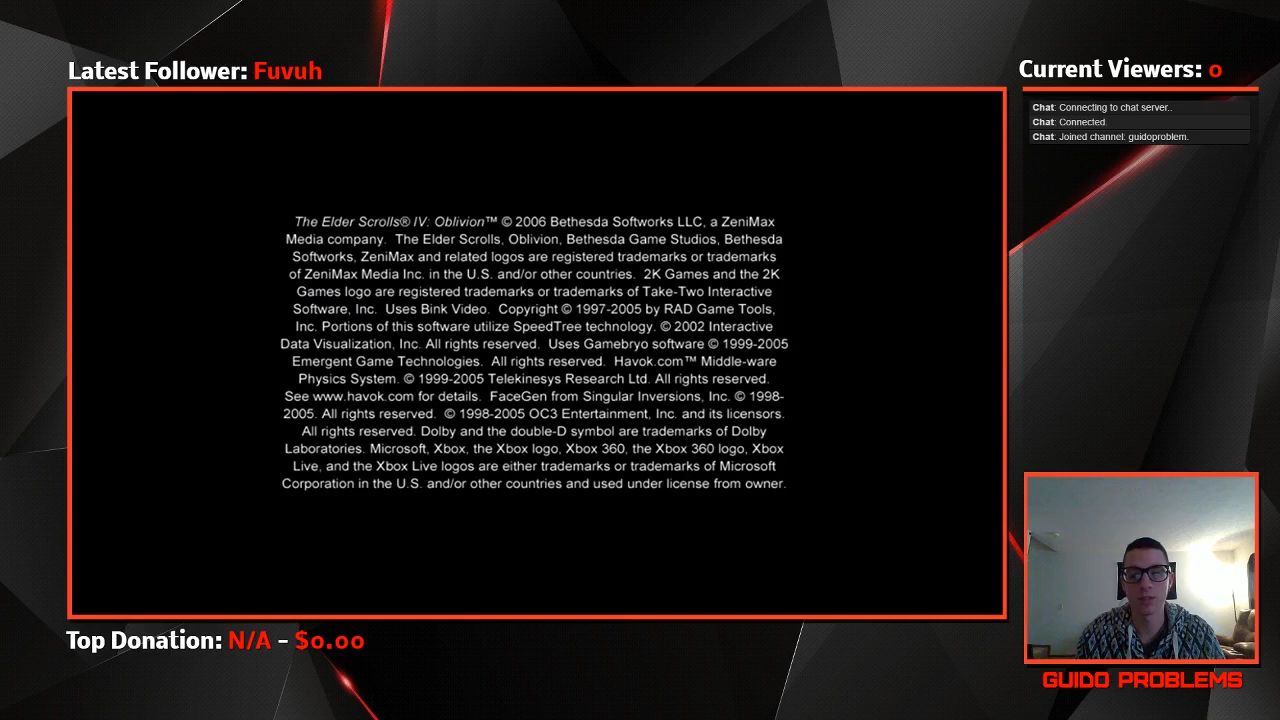 Latest Follower: Fuvuh
Current Viewers: 0
Chat: Connecting to chat server..
Chat: Connected.
Chat: Joined channel: guidoproblem.
The Elder Scrolls® IV: Oblivion™ © 2006 Bethesda Softworks LLC, a ZeniMax
Media company. The Elder Scrolls, Oblivion, Bethesda Game Studios, Bethesda
Softworks, ZeniMax and related logos are registered trademarks or trademarks
of ZeniMax Media Inc. in the U.S. and/or other countries. 2K Games and the 2K
Games logo are registered trademarks or trademarks of Take-Two Interactive
Software, Inc. Uses Bink Video. Copyright © 1997-2005 by RAD Game Tools,
Inc. Portions of this software utilize SpeedTree technology. © 2002 Interactive
Data Visualization, Inc. All rights reserved. Uses Gamebryo software © 1999-2005
Emergent Game Technologies. All rights reserved. Havok.com™ Middle-ware
Physics System. © 1999-2005 Telekinesys Research Ltd. All rights reserved.
See www.havok.com for details. FaceGen from Singular Inversions, Inc. © 1998-
2005. All rights reserved. © 1998-2005 OC3 Entertainment, Inc. and its licensors.
All rights reserved. Dolby and the double-D symbol are trademarks of Dolby
Laboratories. Microsoft, Xbox, the Xbox logo, Xbox 360, the Xbox 360 logo, Xbox
Live, and the Xbox Live logos are either trademarks or trademarks of Microsoft
Corporation in the U.S. and/or other countries and used under license from owner.
Top Donation: N/A - $0.00
GUIDO PROBLEMS